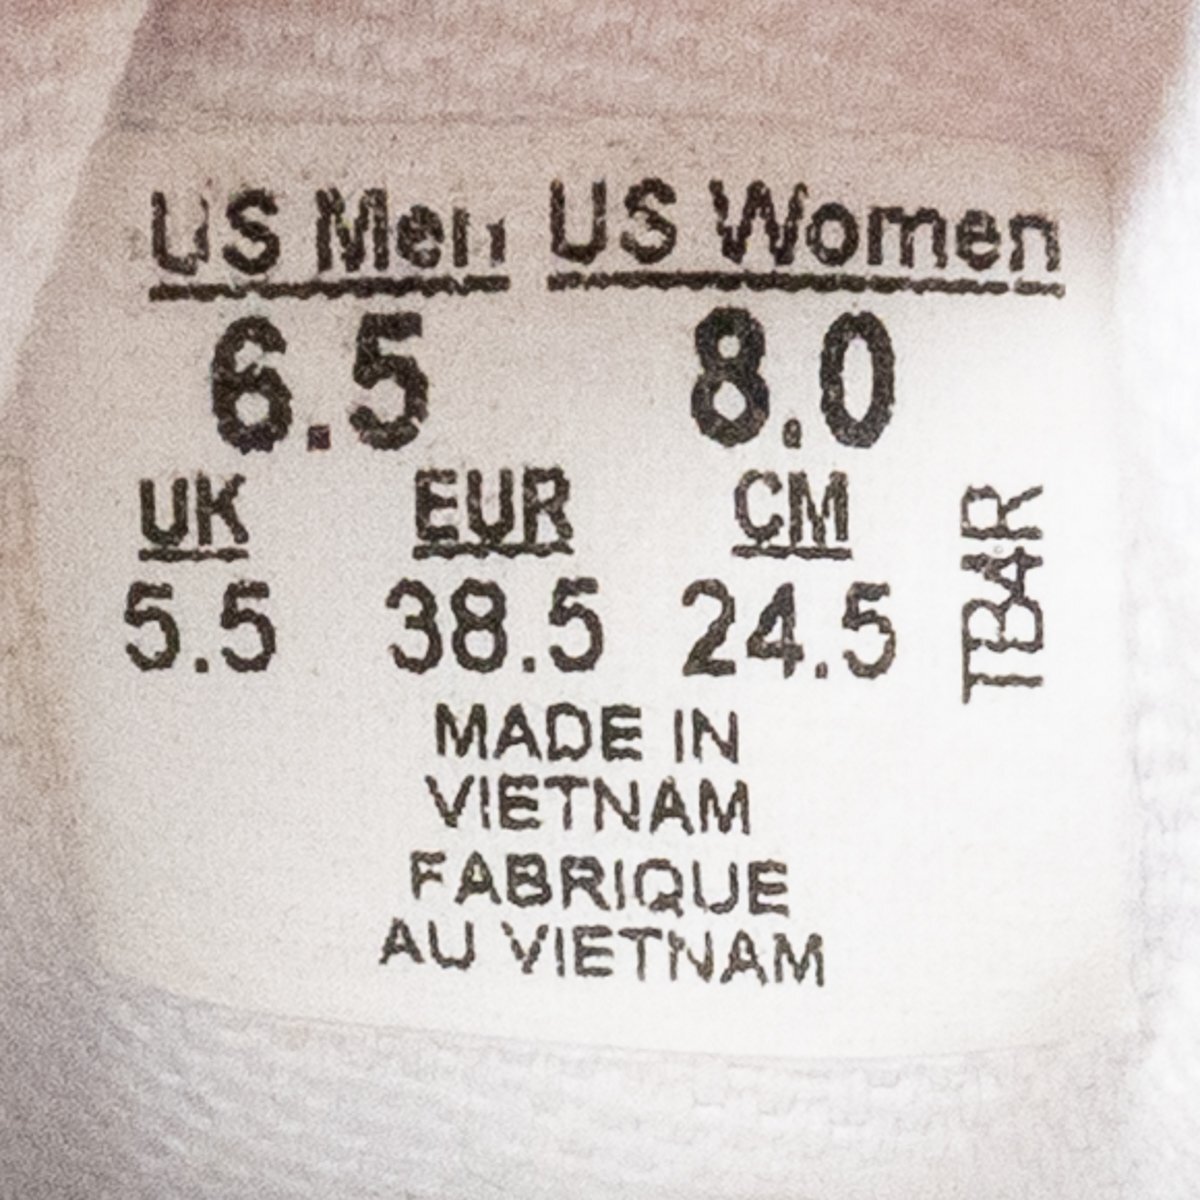 US Men US Women
6.5 8.0
UK EUR CM
5.5 38.5 24.5
TB4R
MADE IN
VIETNAM
FABRIQUE
AU VIETNAM